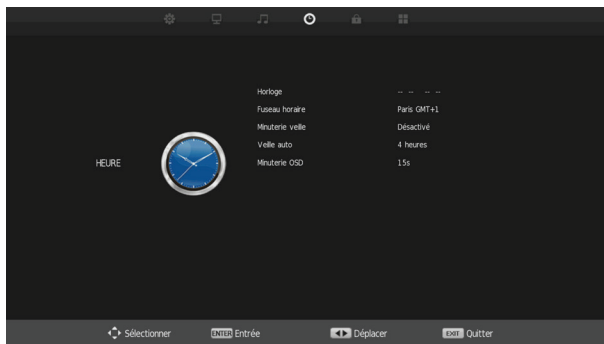 Horloge -- -- -- --
Fuseau horaire Paris GMT+1
Minuterie veille Désactivé
Veille auto 4 heures
HEURE
Minuterie OSD 15s
Sélectionner ENTER Entrée Déplacer EXIT Quitter